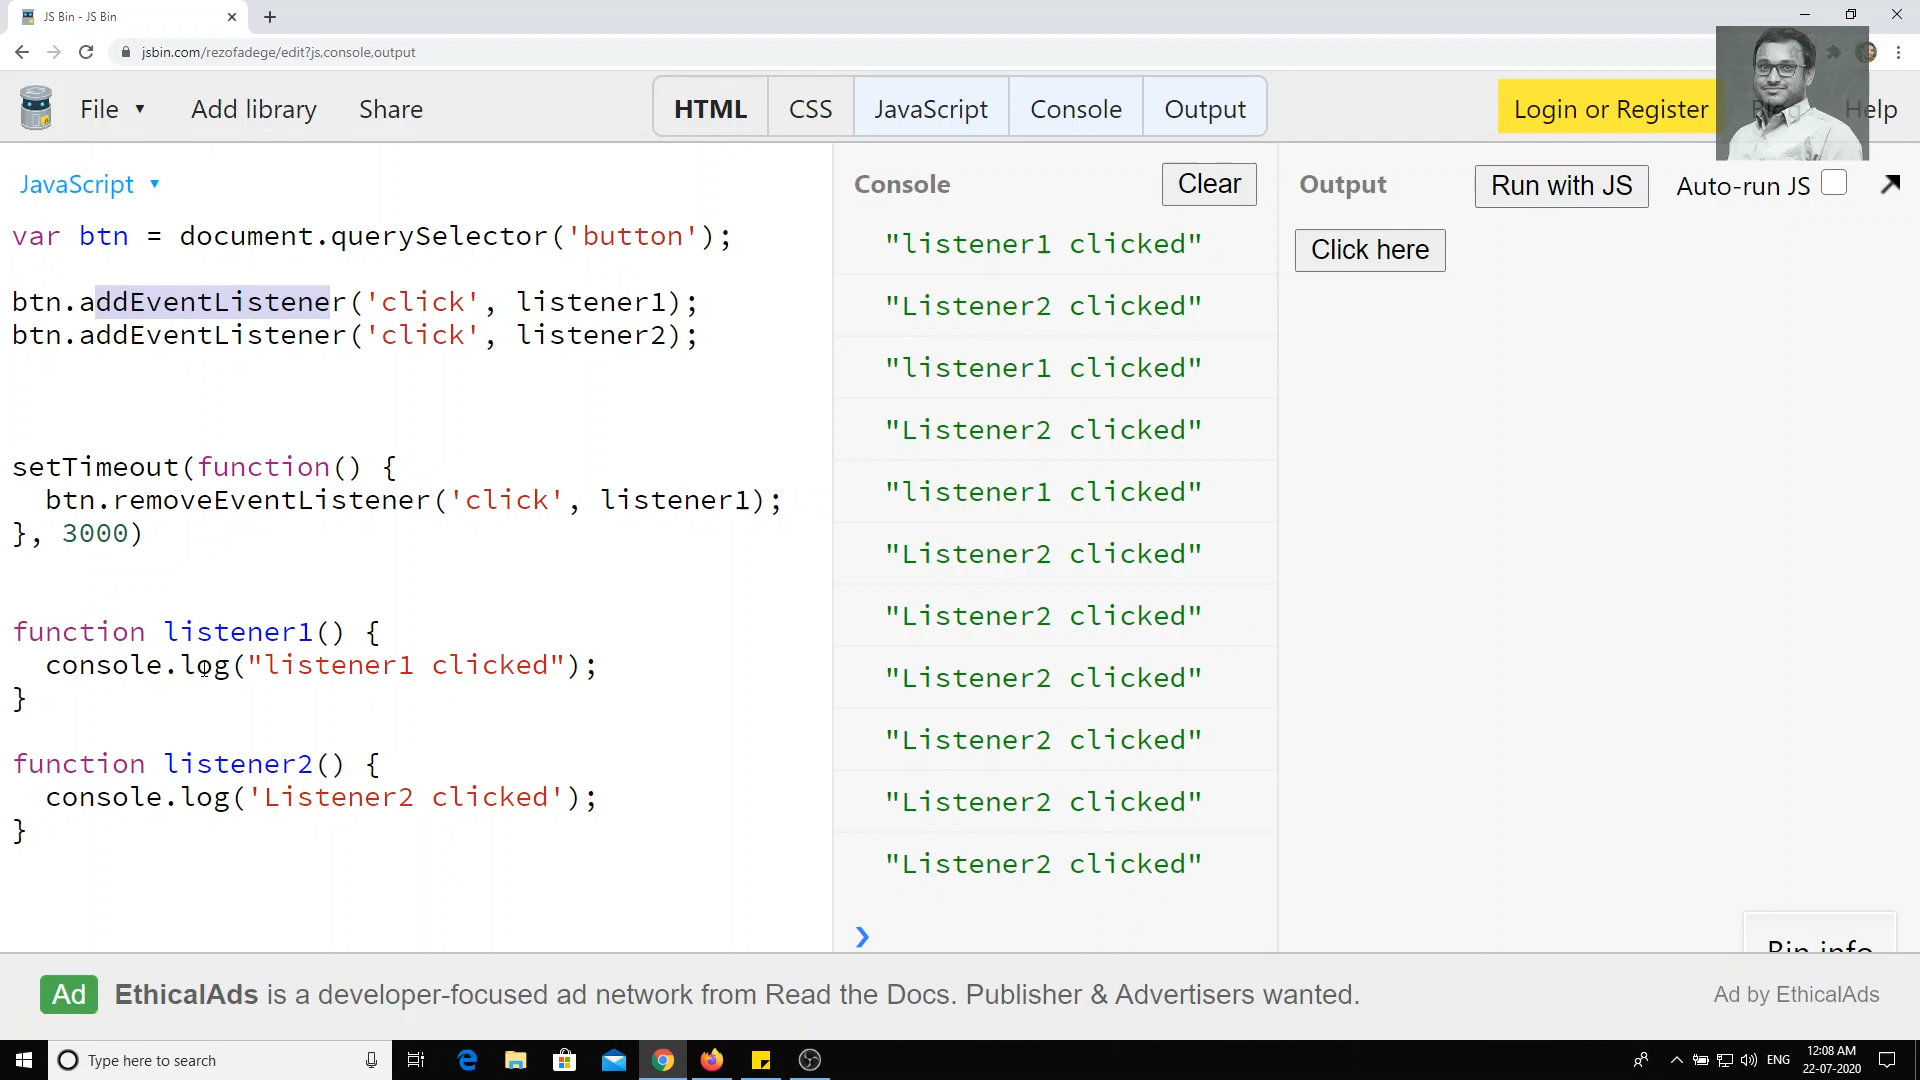 JS Bin - JS Bin
jsbin.com/rezofadege/edit?js,console,output
File
Add library
Share
HTML
CSS
JavaScript
Console
Output
Login or Register
Blog
Help
JavaScript
var btn = document.querySelector('button');
btn.addEventListener('click', listener1);
btn.addEventListener('click', listener2);
setTimeout(function() {
btn.removeEventListener('click', listener1);
}, 3000)
function listener1() {
console.log("listener1 clicked");
}
function listener2() {
console.log('Listener2 clicked');
}
Console
Clear
"listener1 clicked"
"Listener2 clicked"
"listener1 clicked"
"Listener2 clicked"
"listener1 clicked"
"Listener2 clicked"
"Listener2 clicked"
"Listener2 clicked"
"Listener2 clicked"
"Listener2 clicked"
"Listener2 clicked"
Output
Run with JS
Auto-run JS
Click here
Bin info
Ad
EthicalAds is a developer-focused ad network from Read the Docs. Publisher & Advertisers wanted.
Ad by EthicalAds
Type here to search
ENG
12:08 AM
22-07-2020